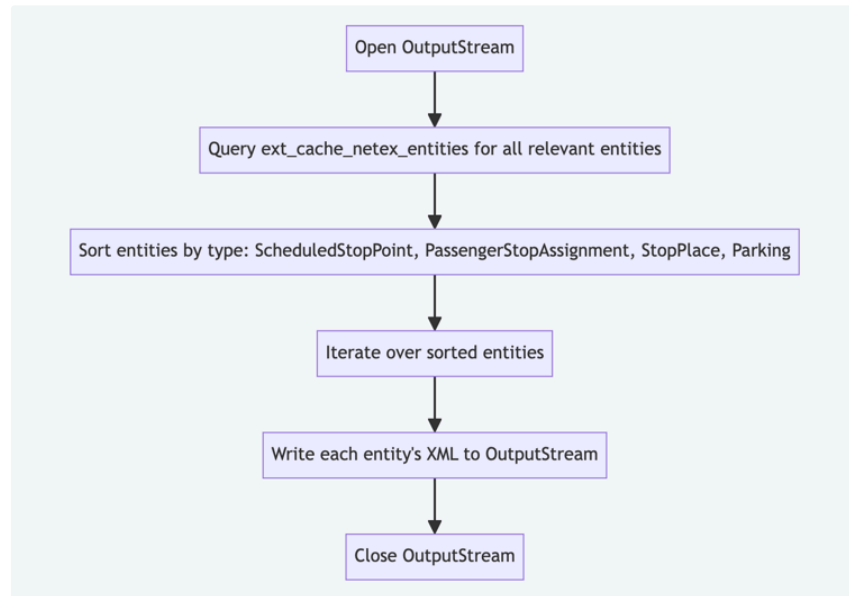 Open OutputStream
Query ext_cache_netex_entities for all relevant entities
Sort entities by type: ScheduledStopPoint, PassengerStopAssignment, StopPlace, Parking
Iterate over sorted entities
Write each entity's XML to OutputStream
Close OutputStream